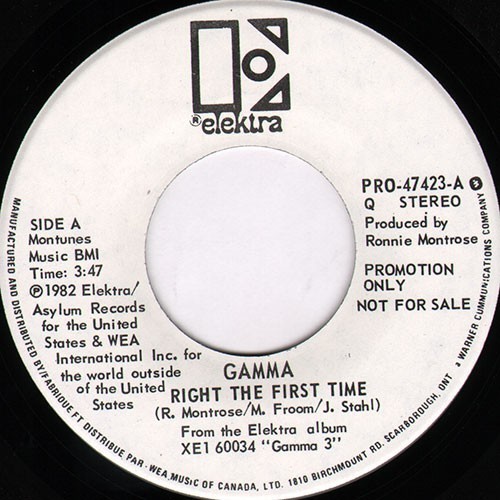 ® elektra
SIDE A
Montunes
Music BMI
Time: 3:47
℗1982 Elektra/
Asylum Records
for the United
States & WEA
International Inc. for
the world outside
of the United
States
PRO-47423-A
Q STEREO
Produced by
Ronnie Montrose
PROMOTION
ONLY
NOT FOR SALE
GAMMA
RIGHT THE FIRST TIME
(R. Montrose/M. Froom/J. Stahl)
From the Elektra album
XE1 60034 "Gamma 3"
MANUFACTURED AND DISTRIBUTED BY/FABRIQUE ET DISTRIBUE PAR - WEA MUSIC OF CANADA, LTD. 1810 BIRCHMOUNT RD. SCARBOROUGH, ONT a WARNER COMMUNICATIONS COMPANY